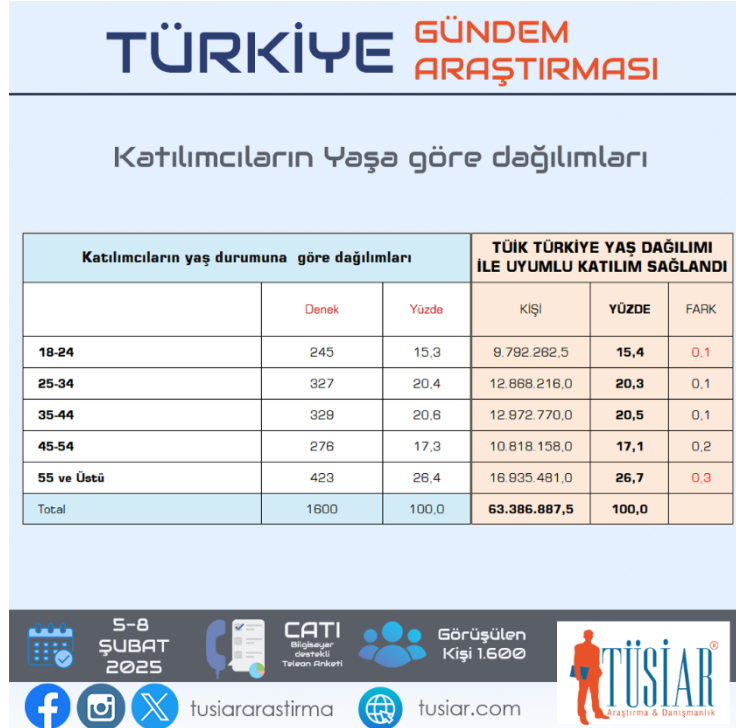 TÜRKİYE GÜNDEM
ARAŞTIRMASI
Katılımcıların Yaşa göre dağılımları
Katılımcıların yaş durumuna göre dağılımları
TÜİK TÜRKİYE YAŞ DAĞILIMI
İLE UYUMLU KATILIM SAĞLANDI
Denek Yüzde KİŞİ YÜZDE FARK
18-24 245 15,3 9.792.262,5 15,4 0,1
25-34 327 20,4 12.868.216,0 20,3 0,1
35-44 329 20,6 12.972.770,0 20,5 0,1
45-54 276 17,3 10.818.158,0 17,1 0,2
55 ve Üstü 423 26,4 16.935.481,0 26,7 0,3
Total 1600 100,0 63.386.887,5 100,0
5-8
ŞUBAT
2025
CATI
Bilgisayar
destekli
Teleon Anketi
Görüşülen
Kişi 1.600
TÜSİAR®
Araştırma & Danışmanlık
tusiararastirma
tusiar.com